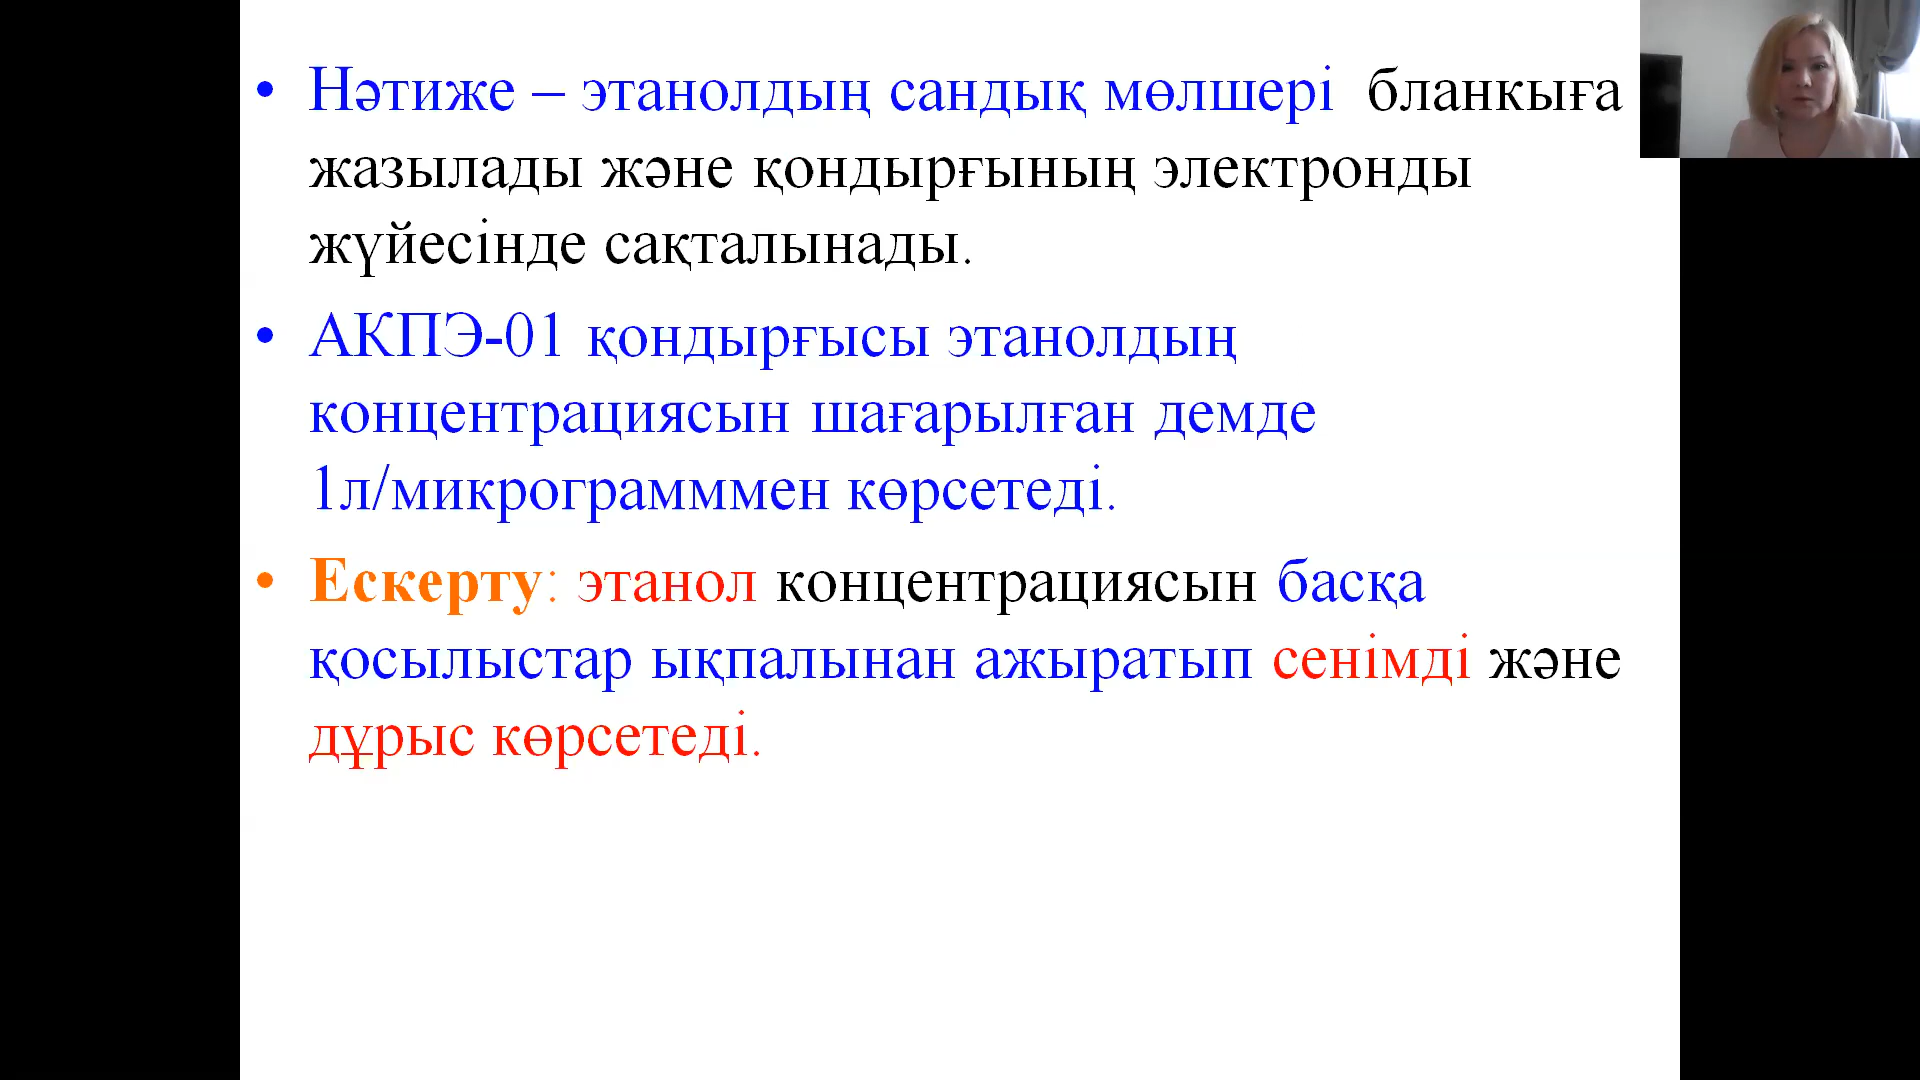 • Нәтиже – этанолдың сандық мөлшері бланкыға
жазылады және қондырғының электронды
жүйесінде сақталынады.
• АКПЭ-01 қондырғысы этанолдың
концентрациясын шағарылған демде
1л/микрограмммен көрсетеді.
• Ескерту: этанол концентрациясын басқа
қосылыстар ықпалынан ажыратып сенімді және
дұрыс көрсетеді.